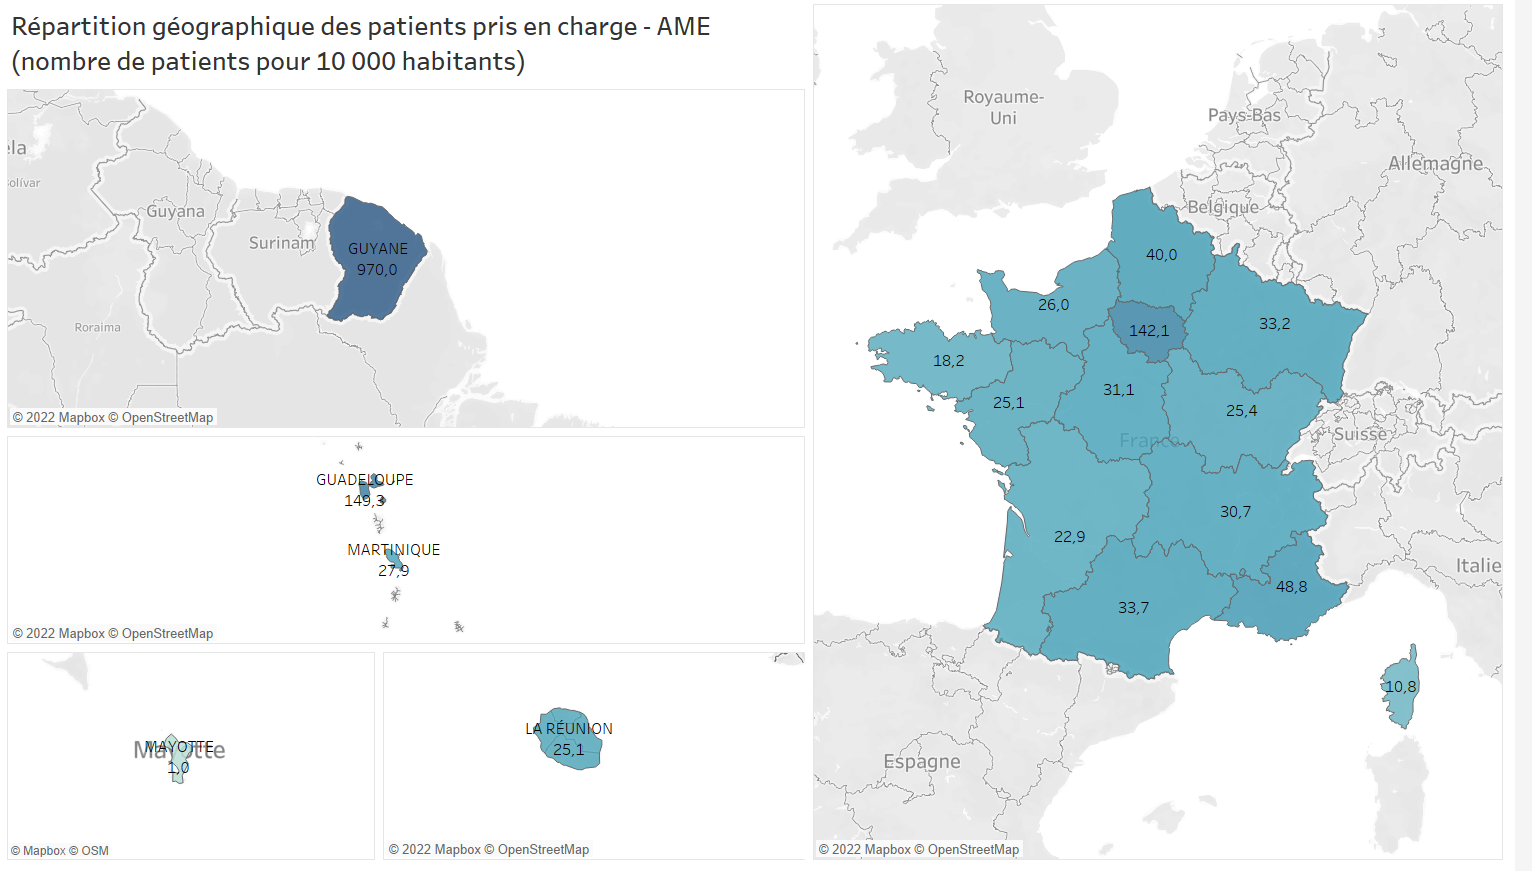 Répartition géographique des patients pris en charge - AME
(nombre de patients pour 10 000 habitants)
ela
olívar
Guyana
Surinam
GUYANE
970,0
Roraima
© 2022 Mapbox © OpenStreetMap
GUADELOUPE
149,3
MARTINIQUE
27,9
© 2022 Mapbox © OpenStreetMap
Mayotte
MAYOTTE
1,0
© Mapbox © OSM
LA RÉUNION
25,1
© 2022 Mapbox © OpenStreetMap
Royaume-
Uni
Pays-Bas
Allemagne
Belgique
40,0
26,0
142,1
33,2
18,2
25,1
31,1
25,4
France
Suisse
22,9
30,7
Italie
48,8
33,7
10,8
Espagne
© 2022 Mapbox © OpenStreetMap